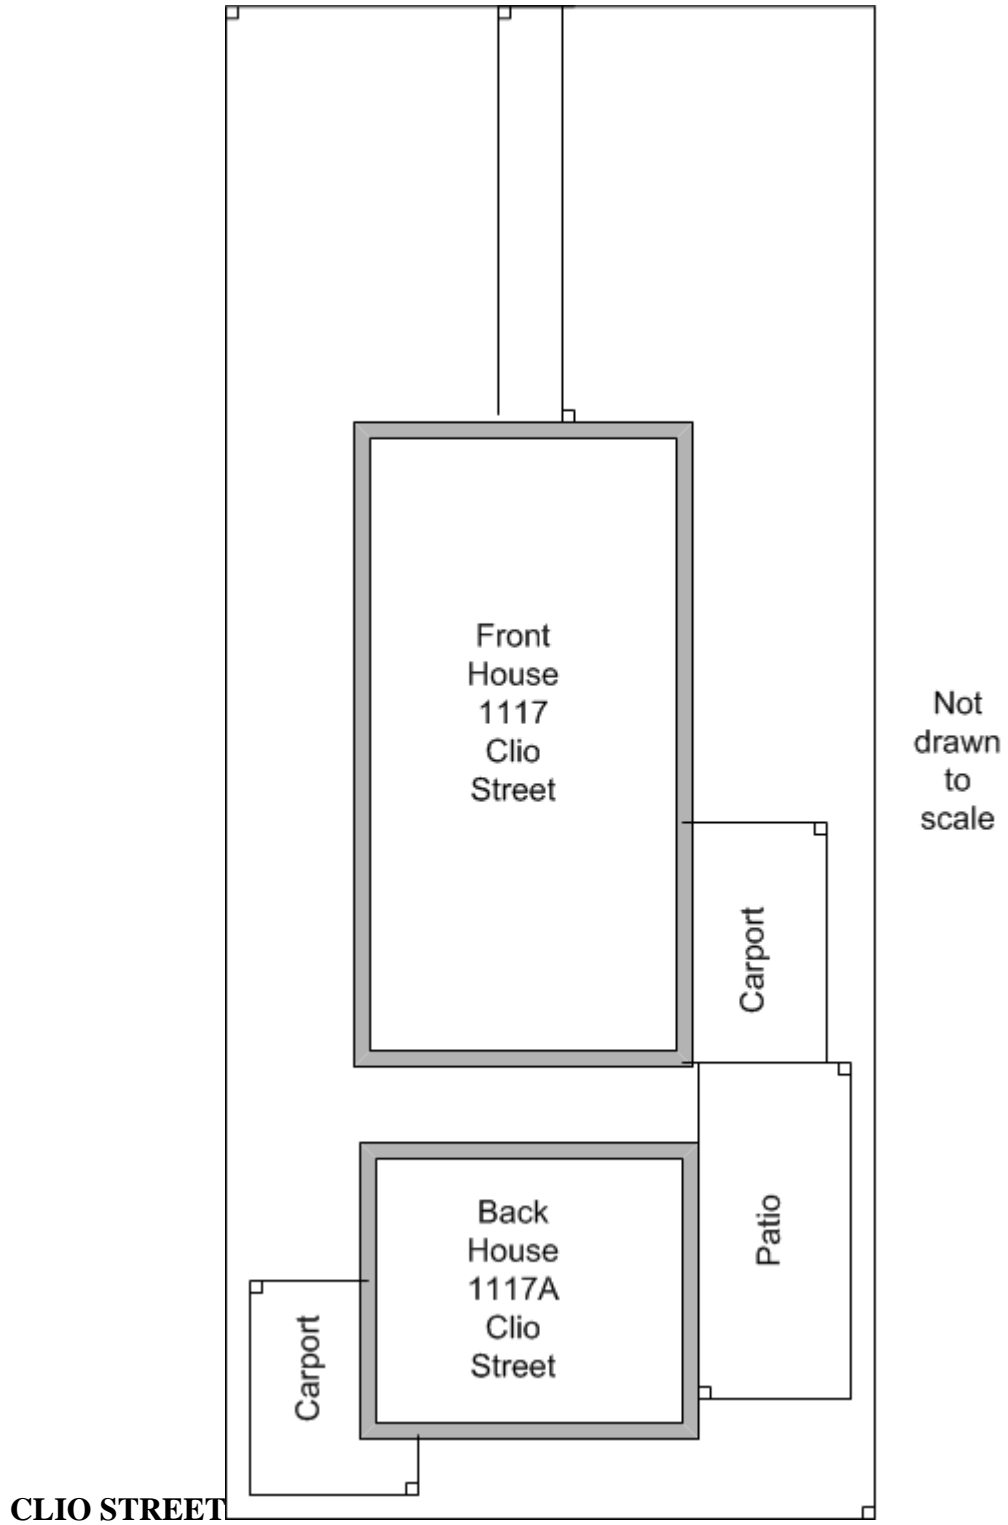 Front
House
1117
Clio
Street
Not
drawn
to
scale
Carport
Patio
Back
House
1117A
Clio
Street
Carport
CLIO STREET